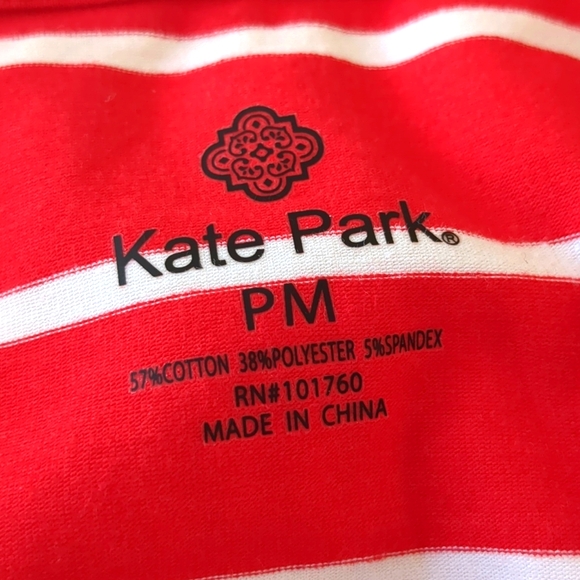 Kate Park®
PM
57%COTTON 38%POLYESTER 5%SPANDEX
RN#101760
MADE IN CHINA